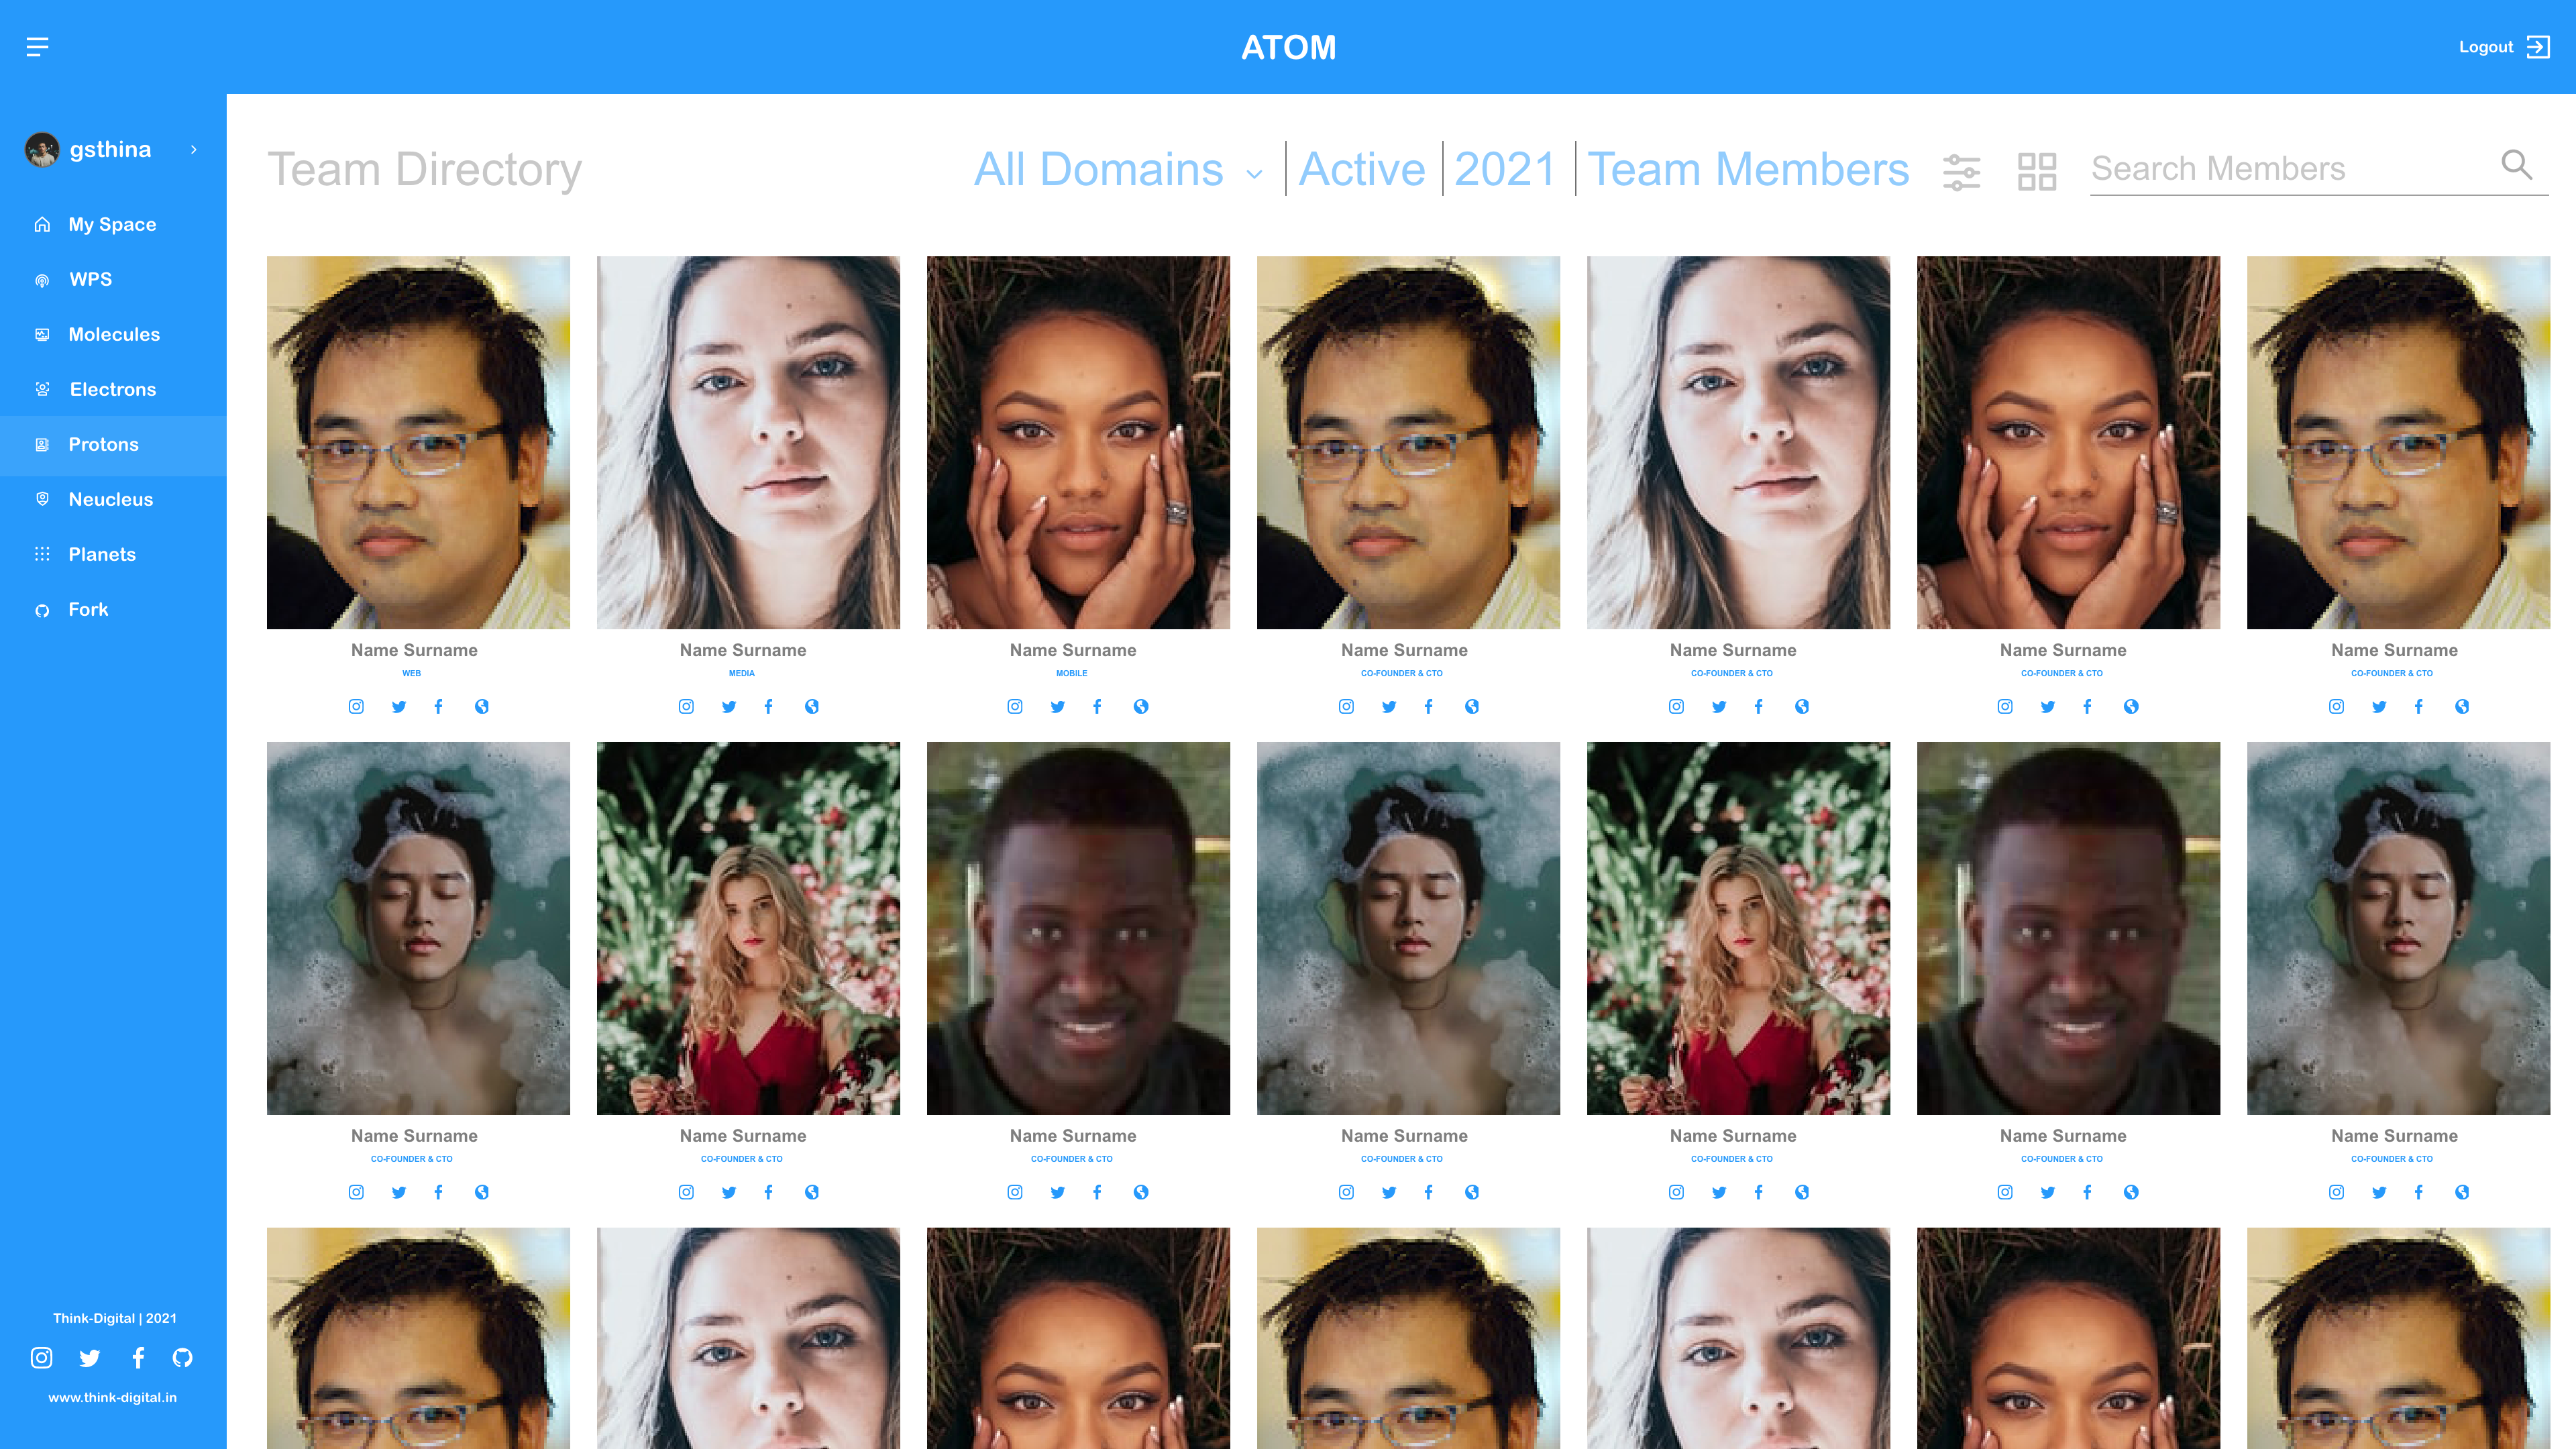 ATOM
Logout
gsthina
My Space
WPS
Molecules
Electrons
Protons
Neucleus
Planets
Fork
Think-Digital | 2021
www.think-digital.in
Team Directory
All Domains Active 2021 Team Members
Search Members
Name Surname Name Surname Name Surname Name Surname Name Surname Name Surname Name Surname
WEB MEDIA MOBILE CO-FOUNDER & CTO CO-FOUNDER & CTO CO-FOUNDER & CTO CO-FOUNDER & CTO
Name Surname Name Surname Name Surname Name Surname Name Surname Name Surname Name Surname
CO-FOUNDER & CTO CO-FOUNDER & CTO CO-FOUNDER & CTO CO-FOUNDER & CTO CO-FOUNDER & CTO CO-FOUNDER & CTO CO-FOUNDER & CTO